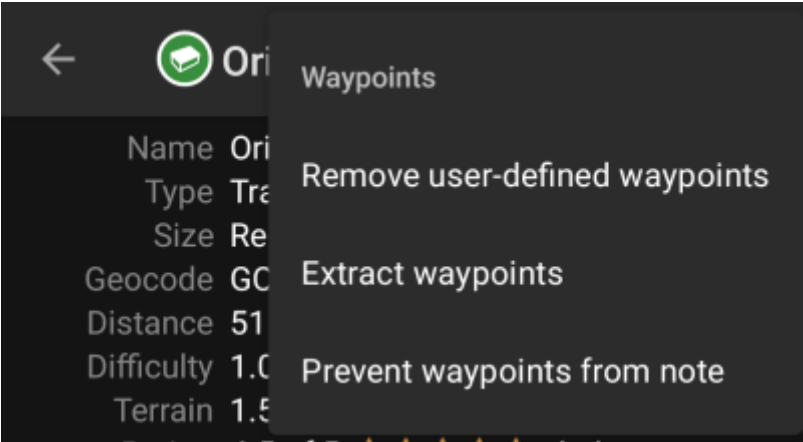 Ori
Waypoints
Name Ori
Type Tra
Size Re
Geocode GC
Distance 51
Difficulty 1.0
Terrain 1.5
Remove user-defined waypoints
Extract waypoints
Prevent waypoints from note